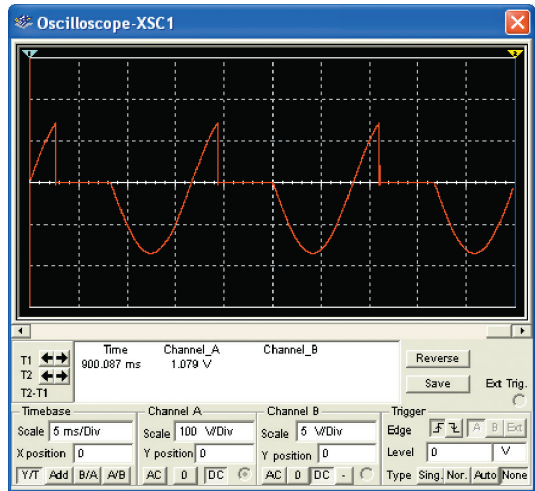 Oscilloscope-XSC1
1 2
Time Channel_A Channel_B
T1 900.087 ms 1.079 V
T2
T2-T1
Reverse
Save
Ext Trig.
Timebase
Scale 5 ms/Div
X position 0
Y/T Add B/A A/B
Channel A
Scale 100 V/Div
Y position 0
AC 0 DC
Channel B
Scale 5 V/Div
Y position 0
AC 0 DC -
Trigger
Edge A B Ext
Level 0 V
Type Sing. Nor. Auto None